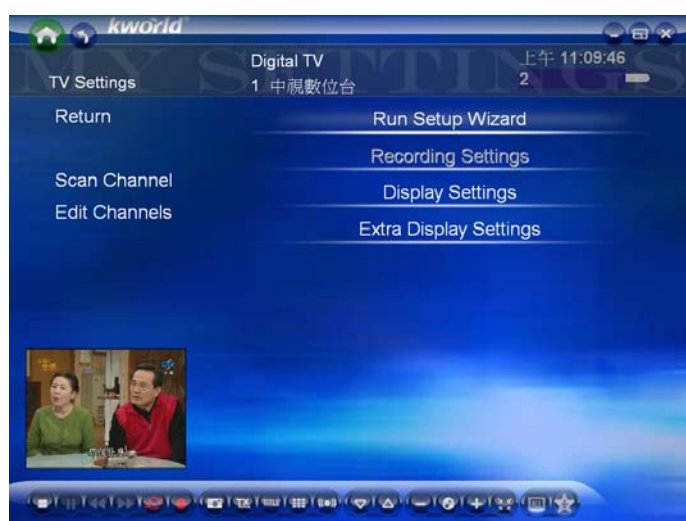 kworld
MY SETTINGS
TV Settings
Digital TV
1 中視數位台
上午 11:09:46
2
Return
Scan Channel
Edit Channels
Run Setup Wizard
Recording Settings
Display Settings
Extra Display Settings
TITLE